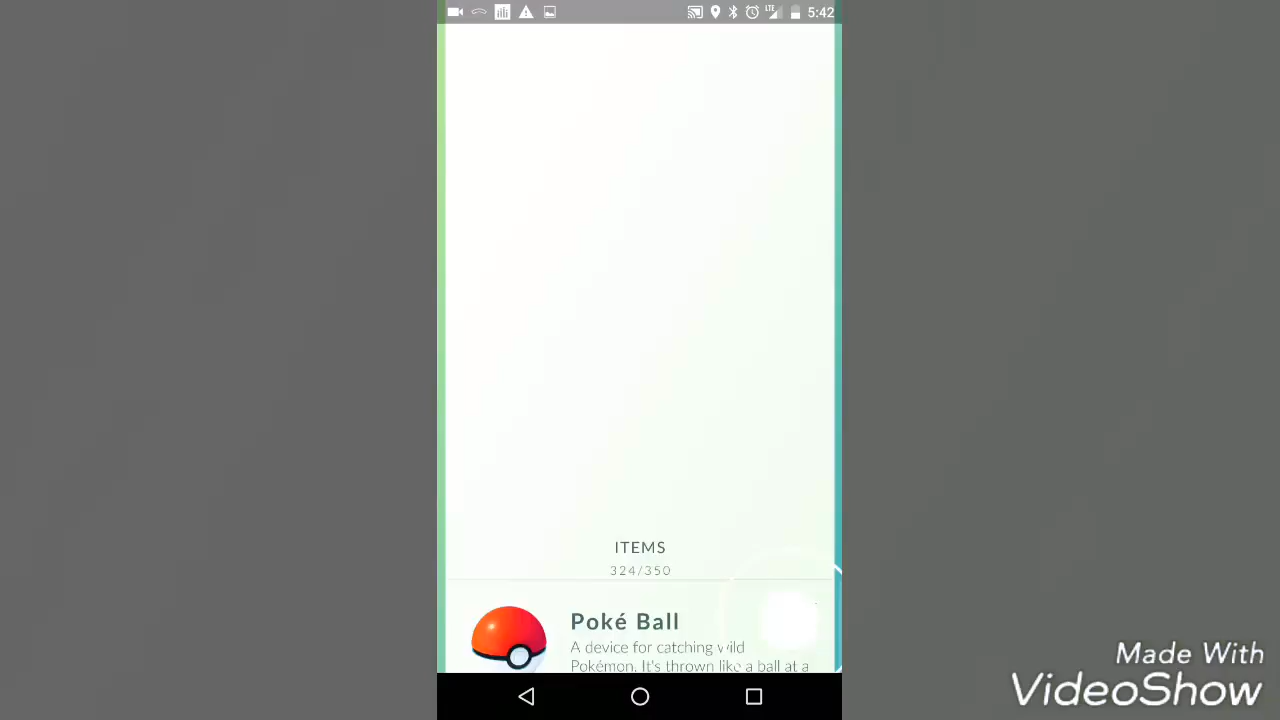 LTE 5:42
ITEMS
324/350
Poké Ball
A device for catching wild
Pokémon. It's thrown like a ball at a
Made With
VideoShow